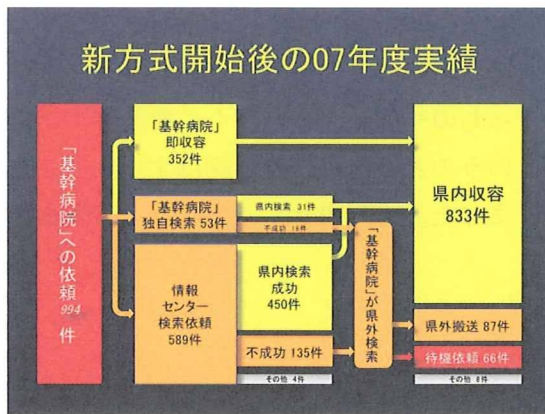 新方式開始後の07年度実績
「基幹病院」への依頼
994
件
「基幹病院」
即収容
352件
「基幹病院」
独自検索 53件
県内検索 31件
不成功 18件
情報
センター
検索依頼
589件
県内検索
成功
450件
不成功 135件
その他 4件
「基幹病院」が県外検索
県内収容
833件
県外搬送 87件
待機依頼 66件
その他 8件